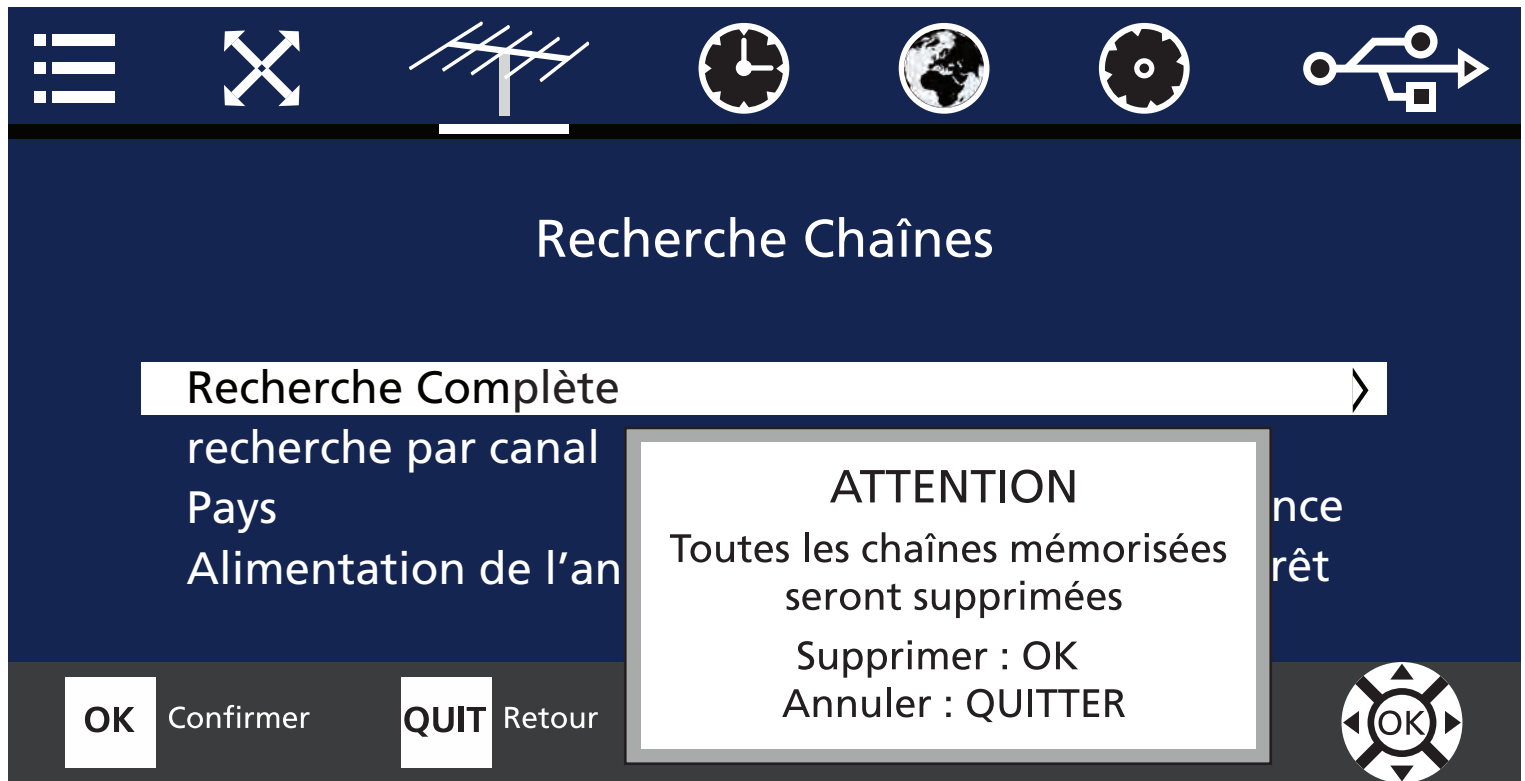 Recherche Chaînes
Recherche Complète
recherche par canal
Pays
nce
Alimentation de l’an
rêt
ATTENTION
Toutes les chaînes mémorisées
seront supprimées
Supprimer : OK
Annuler : QUITTER
OK Confirmer
QUIT Retour
OK